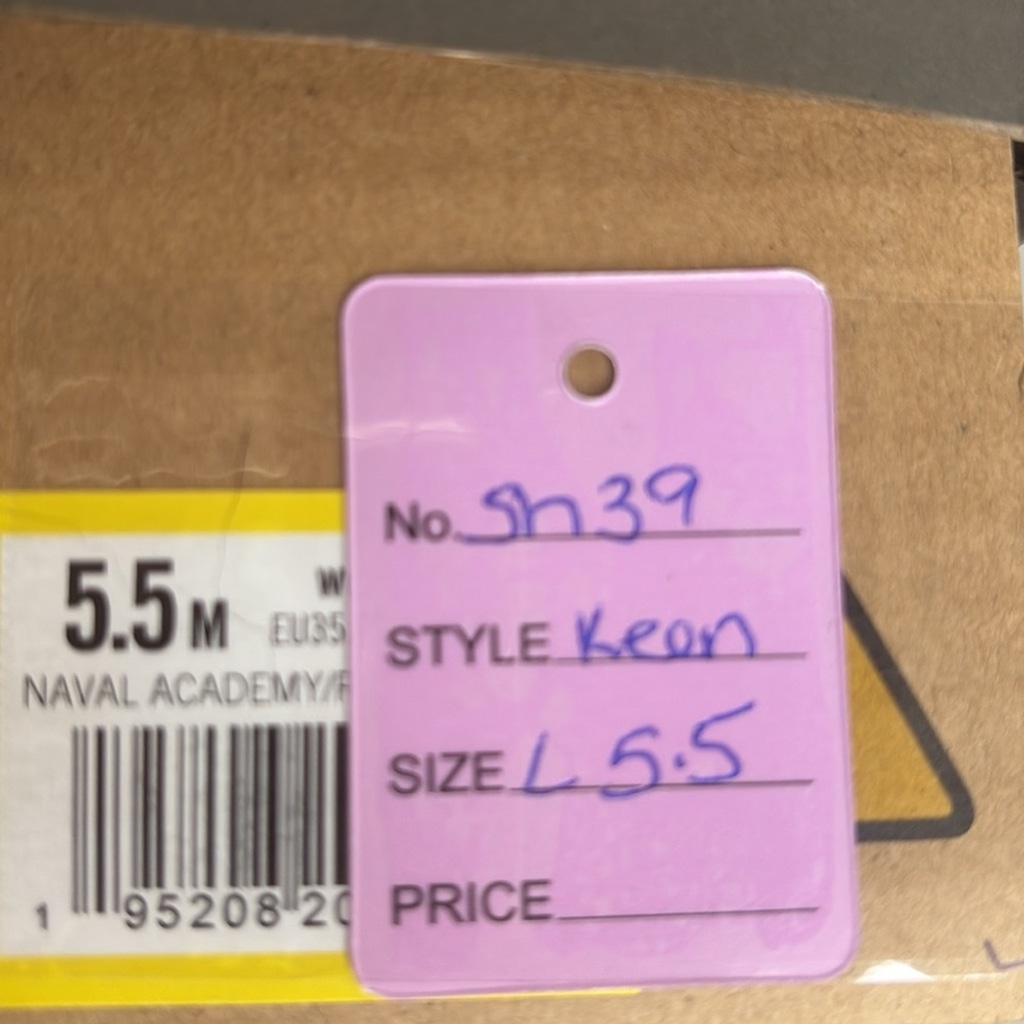 No. Sh39
STYLE Keen
SIZE L 5.5
PRICE
5.5 M
EU35
NAVAL ACADEMY/
1 95208 20